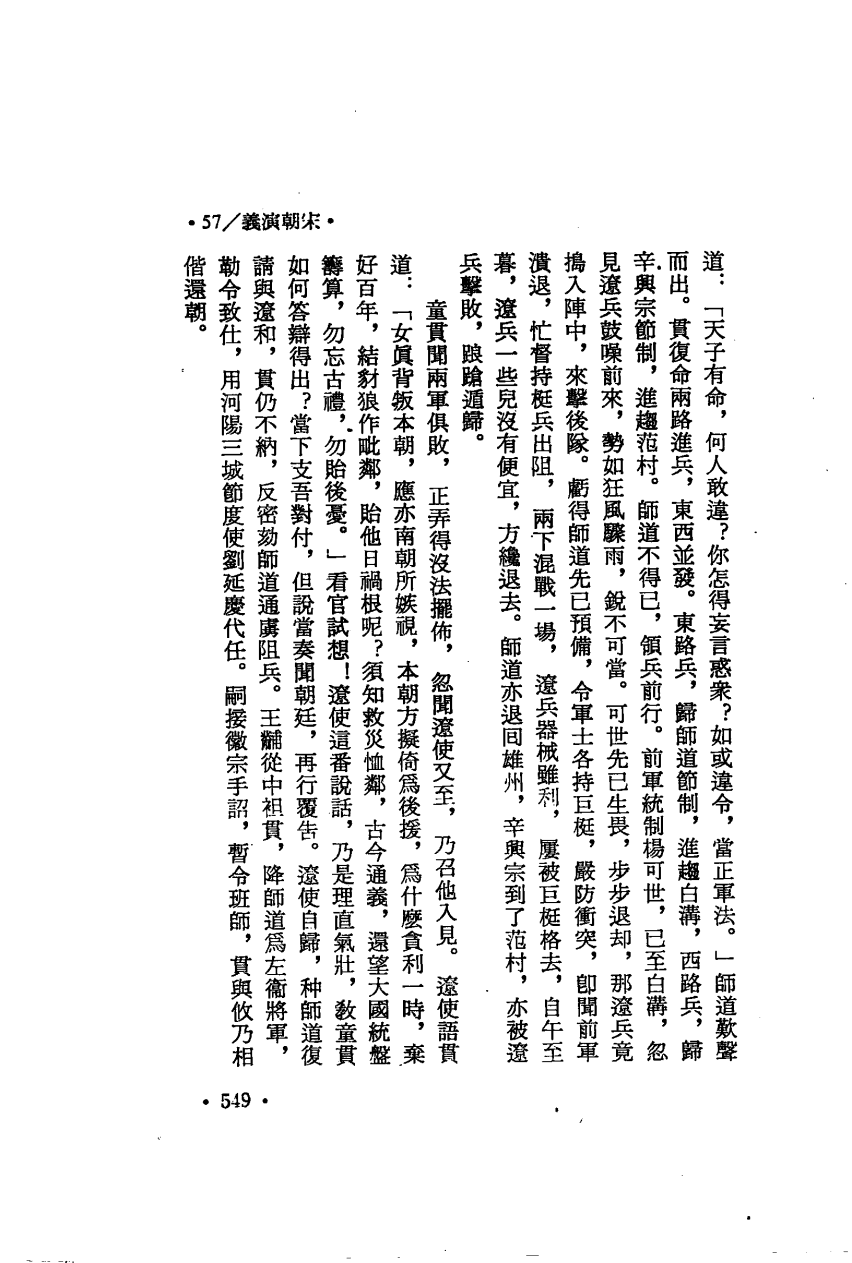 •57／義演朝宋•
道：「天子有命，何人敢違？你怎得妄言惑衆？如或違令，當正軍法。」師道歎聲
而出。貫復命兩路進兵，東西並發。東路兵，歸師道節制，進趨白溝，西路兵，歸
辛興宗節制，進趨范村。師道不得已，領兵前行。前軍統制楊可世，已至白溝，忽
見遼兵鼓噪前來，勢如狂風驟雨，銳不可當。可世先已生畏，步步退却，那遼兵竟
搗入陣中，來擊後隊。虧得師道先已預備，令軍士各持巨梃，嚴防衝突，卽聞前軍
潰退，忙督持梃兵出阻，兩下混戰一場，遼兵器械雖利，屢被巨梃格去，自午至
暮，遼兵一些兒沒有便宜，方纔退去。師道亦退囘雄州，辛興宗到了范村，亦被遼
兵擊敗，踉蹌遁歸。
童貫聞兩軍俱敗，正弄得沒法擺佈，忽聞遼使又至，乃召他入見。遼使語貫
道：「女眞背叛本朝，應亦南朝所嫉視，本朝方擬倚爲後援，爲什麼貪利一時，棄
好百年，結豺狼作毗鄰，貽他日禍根呢？須知救災恤鄰，古今通義，還望大國統盤
籌算，勿忘古禮，勿貽後憂。」看官試想！遼使這番說話，乃是理直氣壯，敎童貫
如何答辯得出？當下支吾對付，但說當奏聞朝廷，再行覆吿。遼使自歸，种師道復
請與遼和，貫仍不納，反密劾師道通虜阻兵。王黼從中袒貫，降師道爲左衞將軍，
勒令致仕，用河陽三城節度使劉延慶代任。嗣接徽宗手詔，暫令班師，貫與攸乃相
偕還朝。
•549•